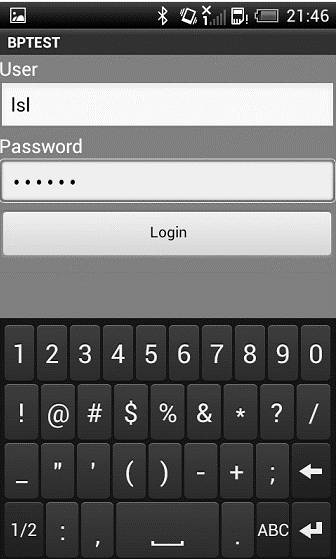 21:46
BPTEST
User
lsl
Password
••••••
Login
1 2 3 4 5 6 7 8 9 0
! @ # $ % & * ? /
_ " ' ( ) - + ; 
1/2 : , . ABC